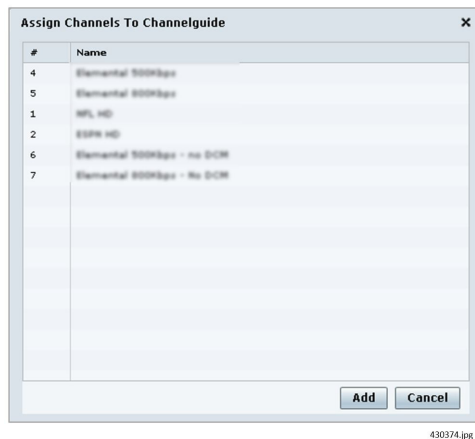 Assign Channels To Channelguide
# Name
4 Elemental 500Kbps
5 Elemental 800Kbps
1 NFL HD
2 ESPN HD
6 Elemental 500Kbps - no DCM
7 Elemental 800Kbps - No DCM
Add Cancel
430374.jpg